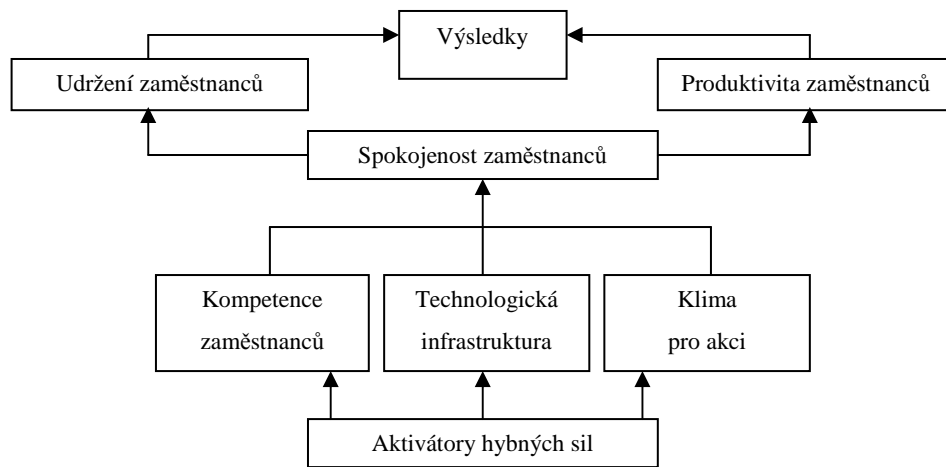 Výsledky
Udržení zaměstnanců
Produktivita zaměstnanců
Spokojenost zaměstnanců
Kompetence
zaměstnanců
Technologická
infrastruktura
Klima
pro akci
Aktivátory hybných sil